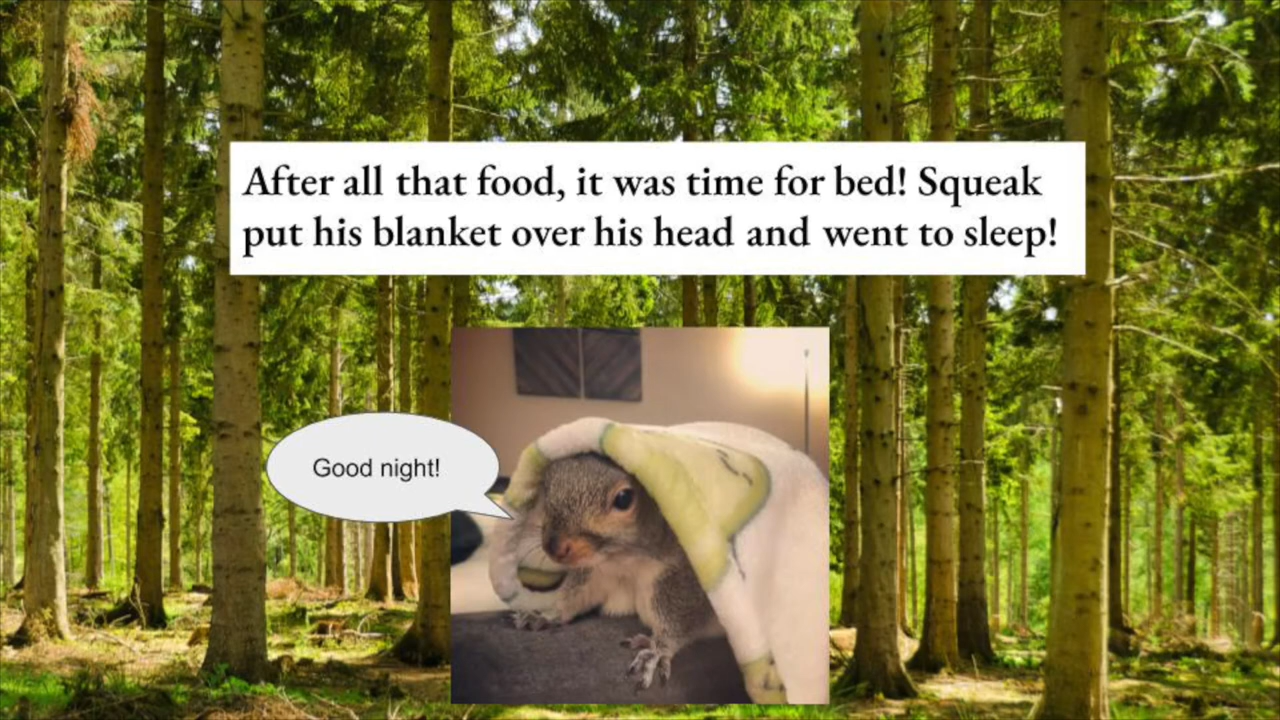 After all that food, it was time for bed! Squeak
put his blanket over his head and went to sleep!
Good night!